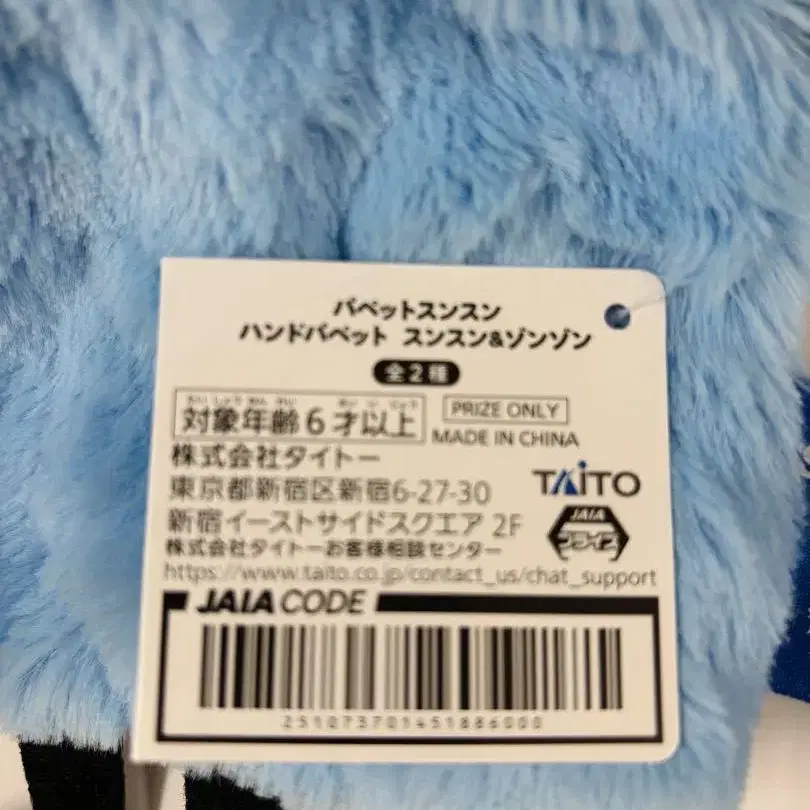 パペットスンスン
ハンドパペット スンスン&ゾンゾン
全2種
たいしょうねんれい さいいじょう
対象年齢6才以上
PRIZE ONLY
MADE IN CHINA
株式会社タイトー
東京都新宿区新宿6-27-30
新宿イーストサイドスクエア 2F
株式会社タイトーお客様相談センター
https://www.taito.co.jp/contact_us/chat_support
TAITO
JAIA
プライズ
JAIA CODE
2510737014518860​00